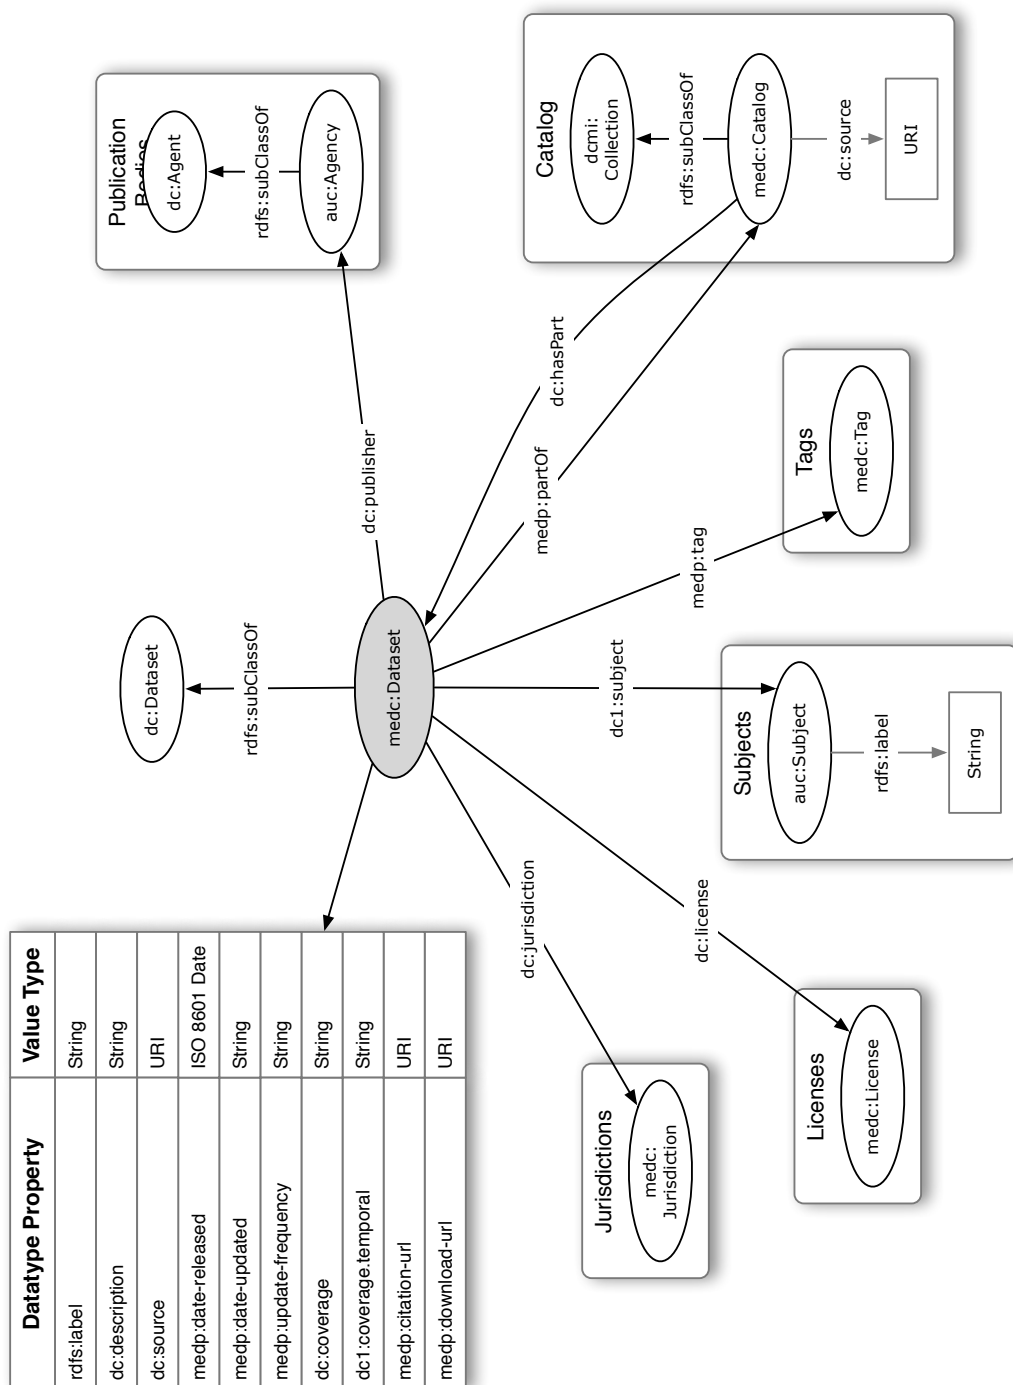 Datatype Property	Value Type
rdfs:label	String
dc:description	String
dc:source	URI
medp:date-released	ISO 8601 Date
medp:date-updated	String
medp:update-frequency	String
dc:coverage	String
dc1:coverage.temporal	String
medp:citation-url	URI
medp:download-url	URI
dc:Dataset
rdfs:subClassOf
medc:Dataset
Publication
Bodies
dc:Agent
rdfs:subClassOf
auc:Agency
dc:publisher
Catalog
dcmi:
Collection
rdfs:subClassOf
medc:Catalog
dc:source
URI
dc:hasPart
medp:partOf
medp:tag
Tags
medc:Tag
dc1:subject
Subjects
auc:Subject
rdfs:label
String
dc:license
Licenses
medc:License
dc:jurisdiction
Jurisdictions
medc:
Jurisdiction